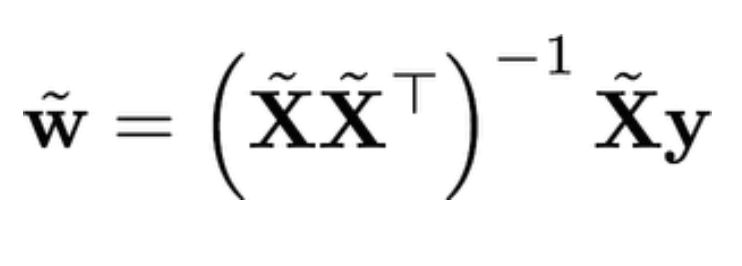 w̃ = (X̃X̃⊤)⁻¹ X̃y